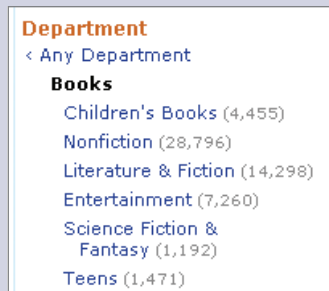 Department
‹ Any Department
Books
Children's Books (4,455)
Nonfiction (28,796)
Literature & Fiction (14,298)
Entertainment (7,260)
Science Fiction &
Fantasy (1,192)
Teens (1,471)